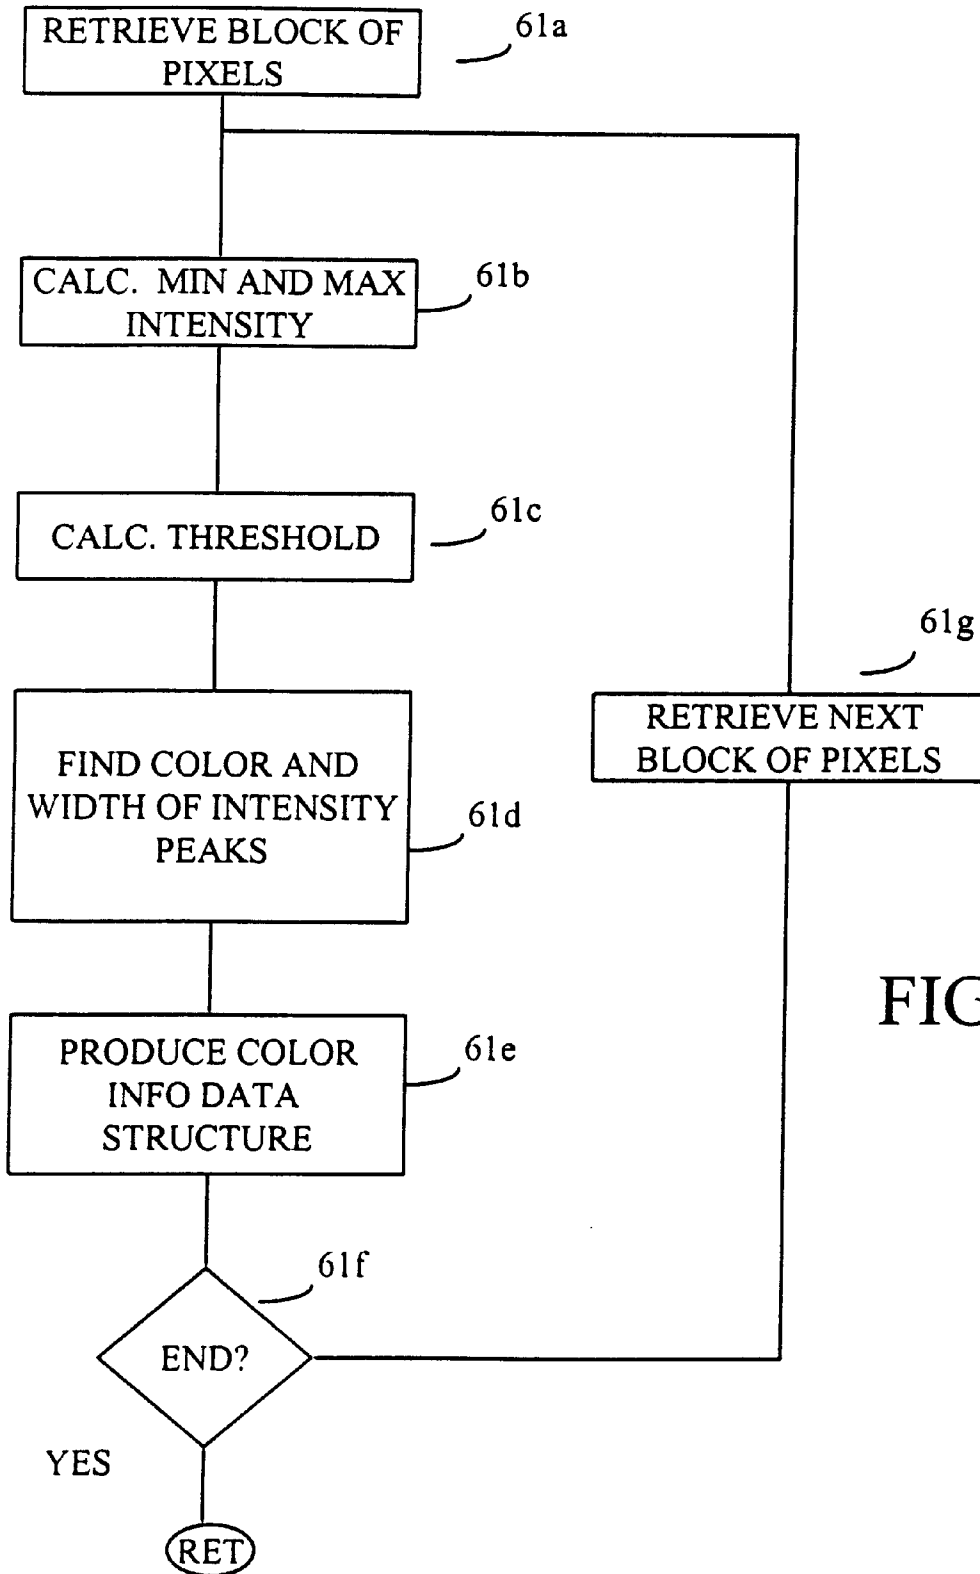 RETRIEVE BLOCK OF
PIXELS
61a
CALC. MIN AND MAX
INTENSITY
61b
CALC. THRESHOLD
61c
FIND COLOR AND
WIDTH OF INTENSITY
PEAKS
61d
61g
RETRIEVE NEXT
BLOCK OF PIXELS
FIG
PRODUCE COLOR
INFO DATA
STRUCTURE
61e
61f
END?
YES
RET